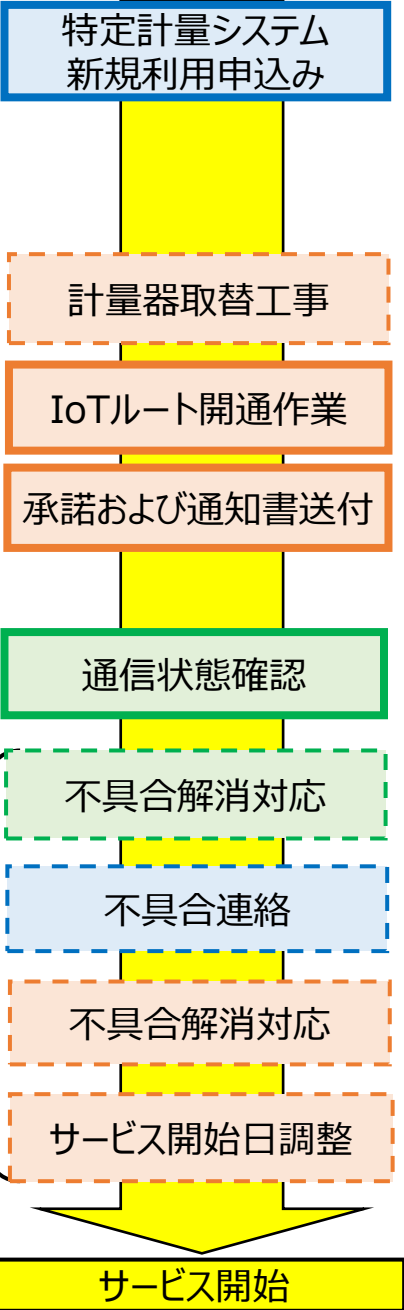 特定計量システム
新規利用申込み
計量器取替工事
IoTルート開通作業
承諾および通知書送付
通信状態確認
不具合解消対応
不具合連絡
不具合解消対応
サービス開始日調整
サービス開始